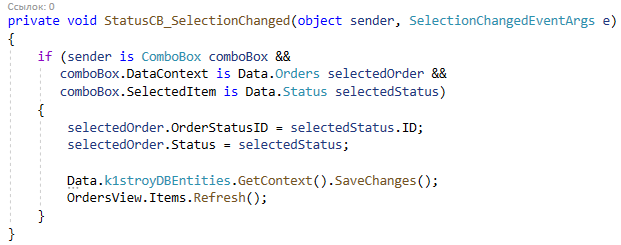 Ссылок: 0
private void StatusCB_SelectionChanged(object sender, SelectionChangedEventArgs e)
{
if (sender is ComboBox comboBox &&
comboBox.DataContext is Data.Orders selectedOrder &&
comboBox.SelectedItem is Data.Status selectedStatus)
{
selectedOrder.OrderStatusID = selectedStatus.ID;
selectedOrder.Status = selectedStatus;
Data.k1stroyDBEntities.GetContext().SaveChanges();
OrdersView.Items.Refresh();
}
}